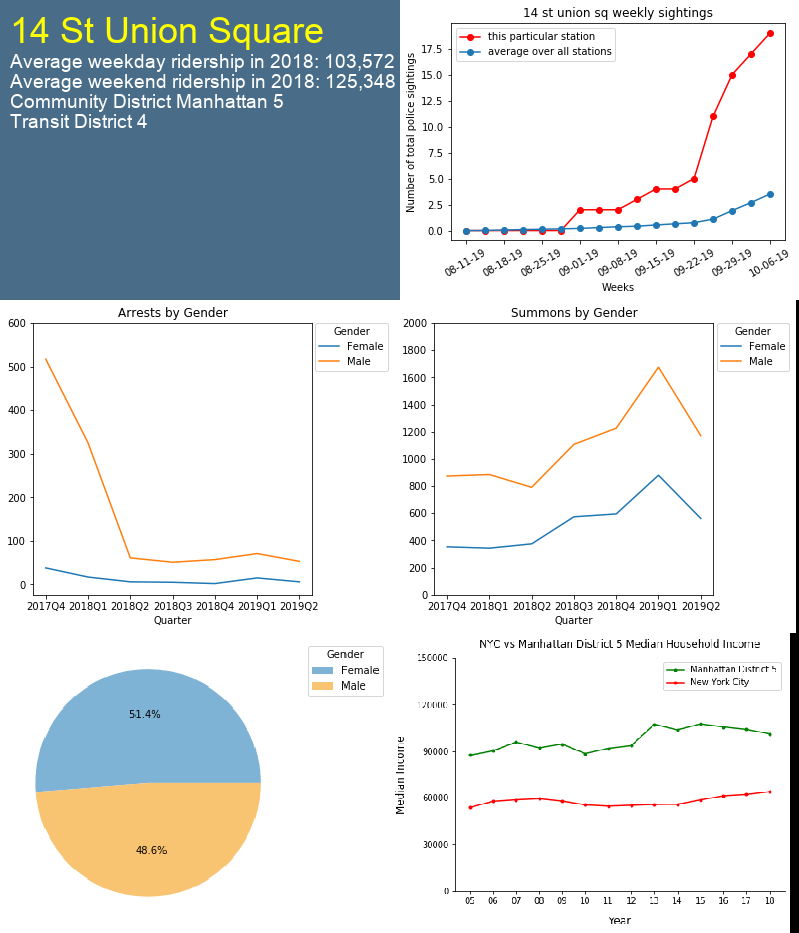 14 St Union Square
Average weekday ridership in 2018: 103,572
Average weekend ridership in 2018: 125,348
Community District Manhattan 5
Transit District 4
14 st union sq weekly sightings
this particular station
average over all stations
Number of total police sightings
17.5
15.0
12.5
10.0
7.5
5.0
2.5
0.0
08-11-19 08-18-19 08-25-19 09-01-19 09-08-19 09-15-19 09-22-19 09-29-19 10-06-19
Weeks
Arrests by Gender
Gender
Female
Male
600
500
400
300
200
100
0
2017Q4 2018Q1 2018Q2 2018Q3 2018Q4 2019Q1 2019Q2
Quarter
Summons by Gender
Gender
Female
Male
2000
1800
1600
1400
1200
1000
800
600
400
200
0
2017Q4 2018Q1 2018Q2 2018Q3 2018Q4 2019Q1 2019Q2
Quarter
Gender
Female
Male
51.4%
48.6%
NYC vs Manhattan District 5 Median Household Income
Manhattan District 5
New York City
Median Income
150000
120000
90000
60000
30000
0
05 06 07 08 09 10 11 12 13 14 15 16 17 18
Year